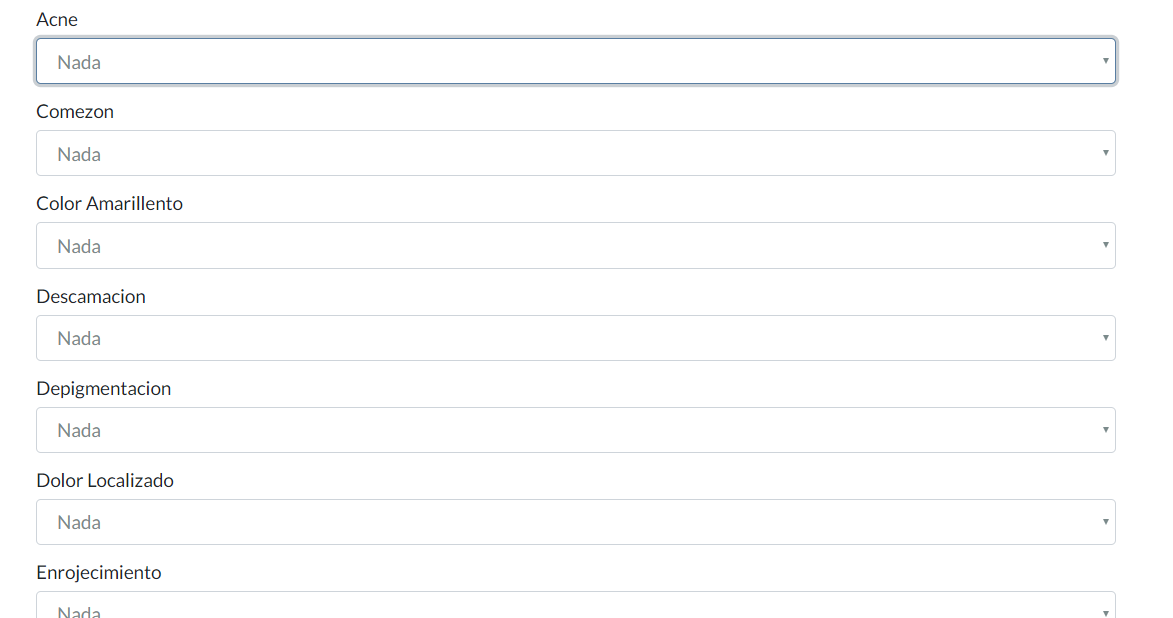 Acne
Nada
Comezon
Nada
Color Amarillento
Nada
Descamacion
Nada
Depigmentacion
Nada
Dolor Localizado
Nada
Enrojecimiento
Nada